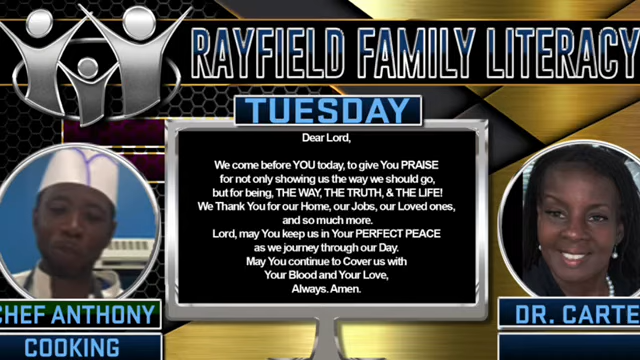 RAYFIELD FAMILY LITERACY
TUESDAY
Dear Lord,
We come before YOU today, to give You PRAISE
for not only showing us the way we should go,
but for being, THE WAY, THE TRUTH, & THE LIFE!
We Thank You for our Home, our Jobs, our Loved ones,
and so much more.
Lord, may You keep us in Your PERFECT PEACE
as we journey through our Day.
May You continue to Cover us with
Your Blood and Your Love,
Always. Amen.
CHEF ANTHONY
COOKING
DR. CARTE